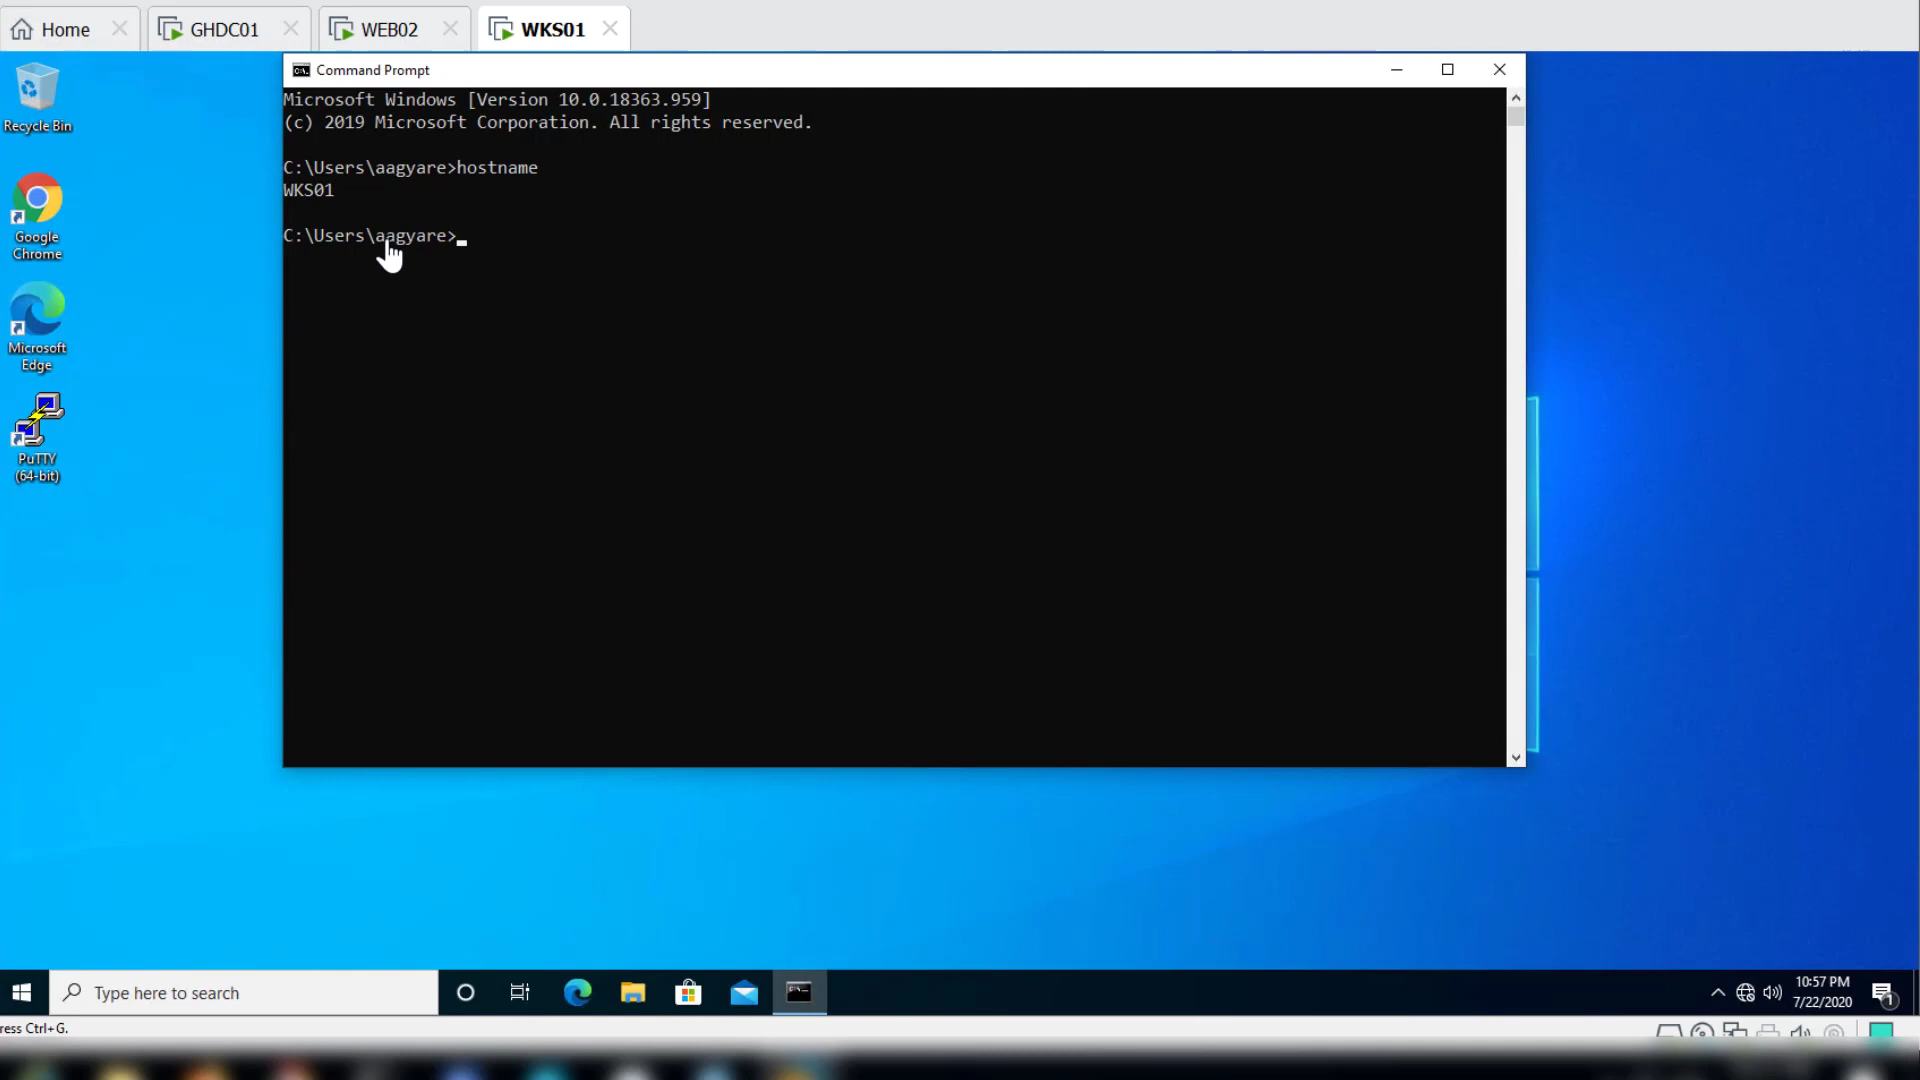 Home
GHDC01
WEB02
WKS01
Command Prompt
Microsoft Windows [Version 10.0.18363.959]
(c) 2019 Microsoft Corporation. All rights reserved.
C:\Users\aagyare>hostname
WKS01
C:\Users\aagyare>
Recycle Bin
Google
Chrome
Microsoft
Edge
PuTTY
(64-bit)
Type here to search
10:57 PM
7/22/2020
1
ress Ctrl+G.